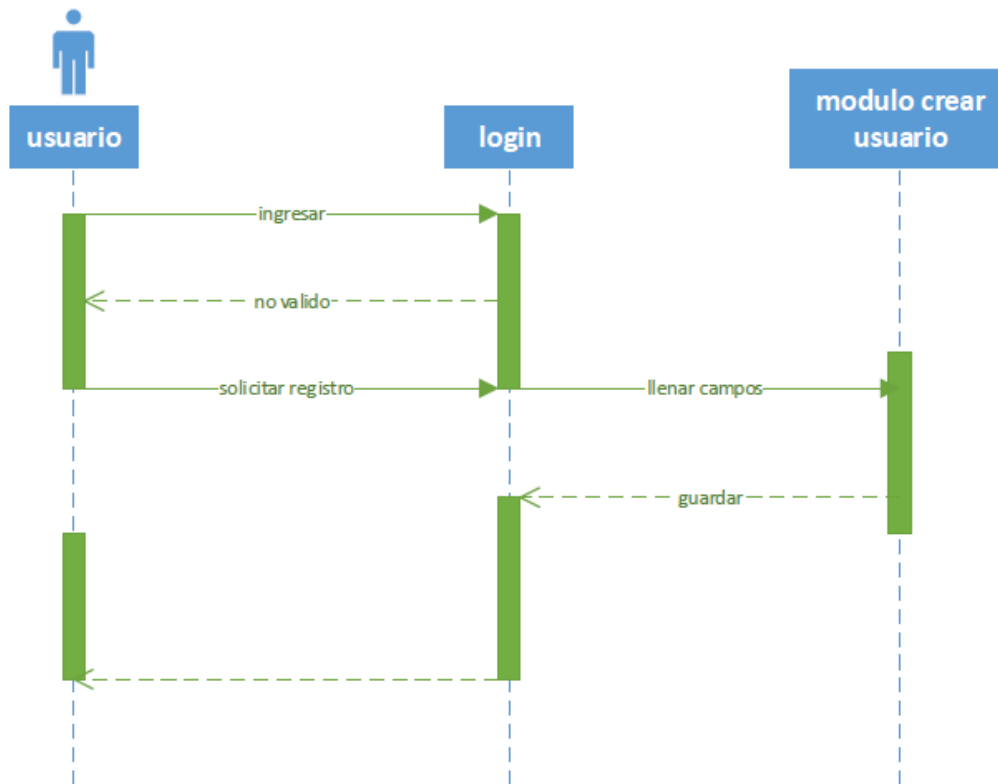 usuario
login
modulo crear
usuario
ingresar
no valido
solicitar registro
llenar campos
guardar